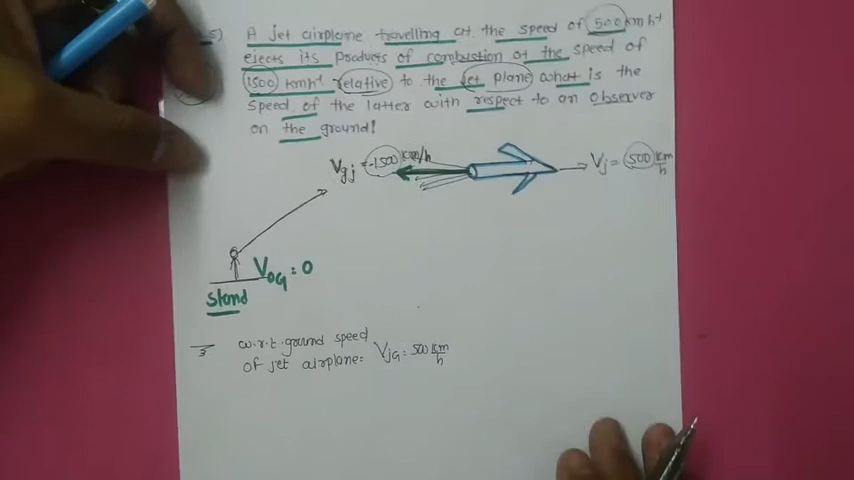 5) A jet airplane travelling at the speed of 500 km h⁻¹
ejects its products of combustion at the speed of
1500 kmh⁻¹ relative to the jet plane what is the
speed of the latter with respect to an observer
on the ground?
Vgj = -1500 km/h
Vj = 500 km/h
VOG = 0
Stand
w.r.t. ground speed
of jet airplane = VjG = 500 km/h